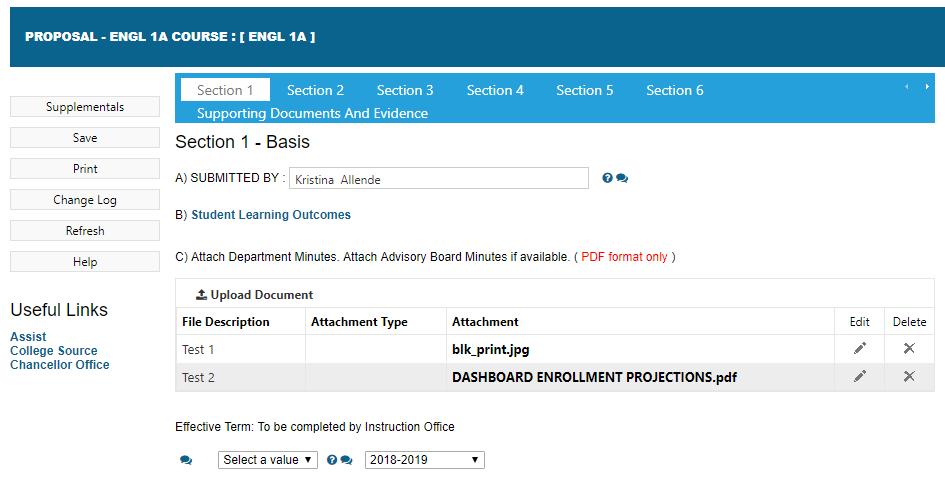 PROPOSAL - ENGL 1A COURSE : [ ENGL 1A ]
Section 1 Section 2 Section 3 Section 4 Section 5 Section 6
Supporting Documents And Evidence
Supplementals
Save
Print
Change Log
Refresh
Help
Useful Links
Assist
College Source
Chancellor Office
Section 1 - Basis
A) SUBMITTED BY : Kristina Allende
B) Student Learning Outcomes
C) Attach Department Minutes. Attach Advisory Board Minutes if available. ( PDF format only )
Upload Document
File Description Attachment Type Attachment Edit Delete
Test 1 blk_print.jpg
Test 2 DASHBOARD ENROLLMENT PROJECTIONS.pdf
Effective Term: To be completed by Instruction Office
Select a value 2018-2019